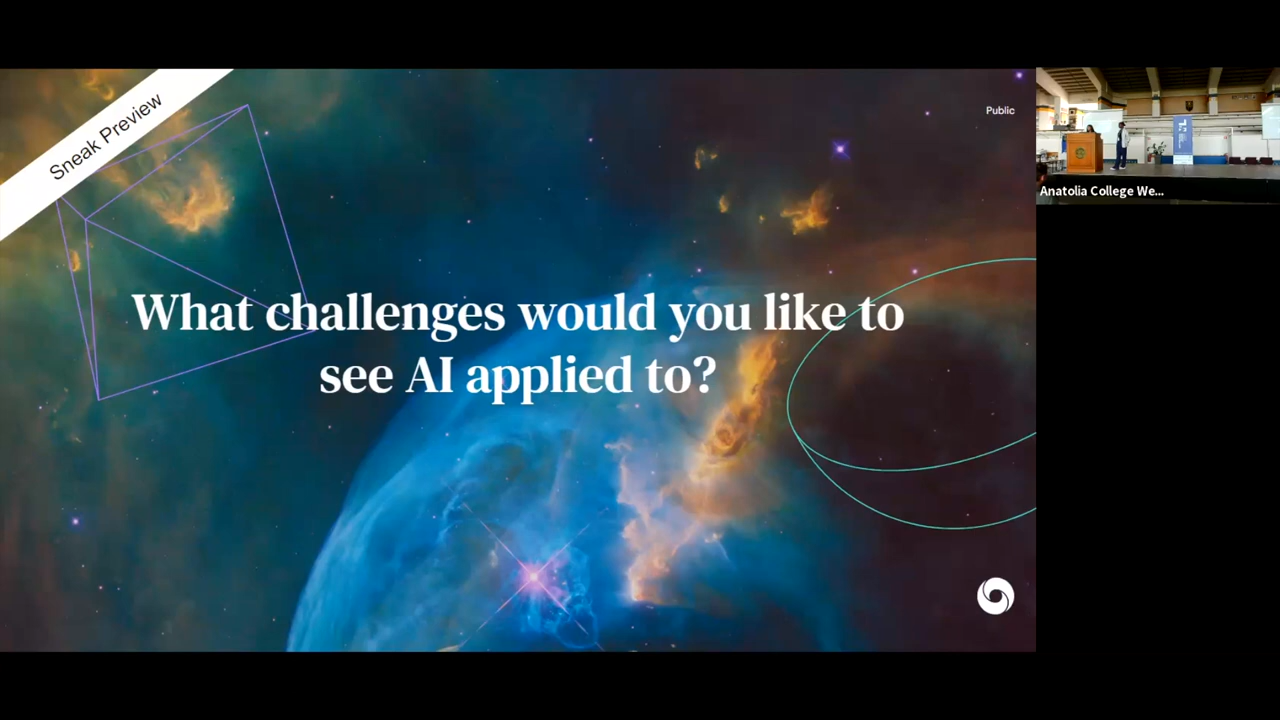 Sneak Preview
Public
What challenges would you like to
see AI applied to?
Anatolia College We...